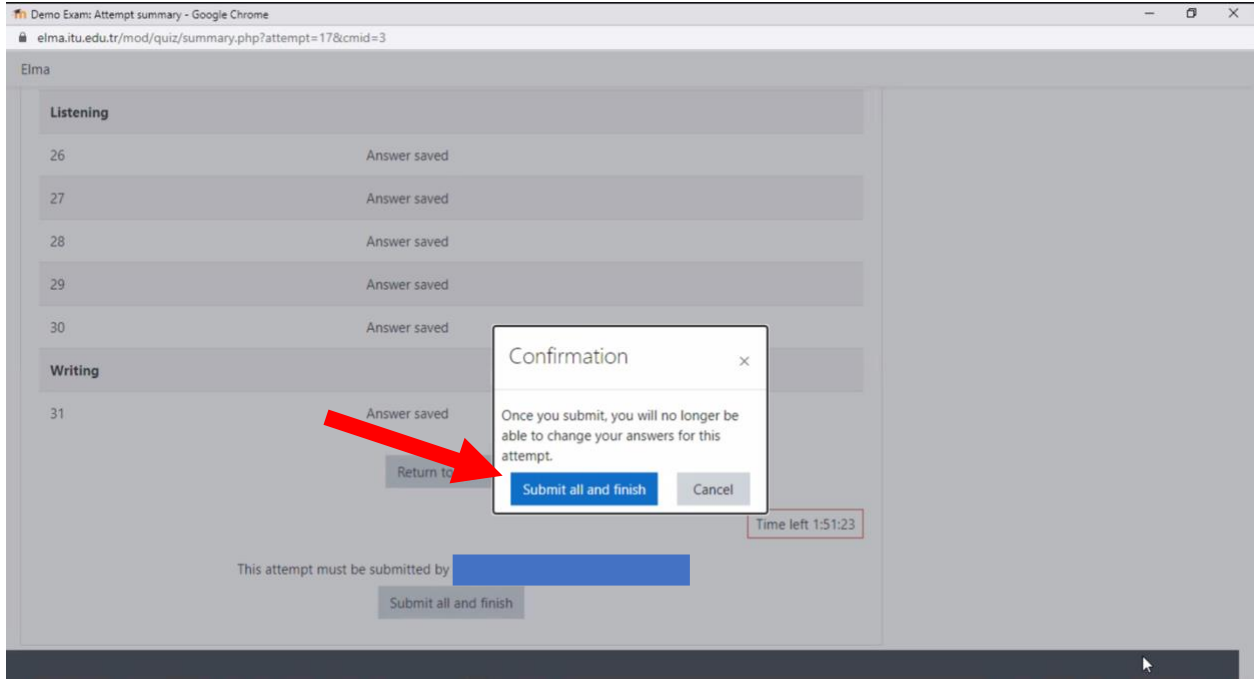 Demo Exam: Attempt summary - Google Chrome
elma.itu.edu.tr/mod/quiz/summary.php?attempt=17&cmid=3
Elma
Listening
26 Answer saved
27 Answer saved
28 Answer saved
29 Answer saved
30 Answer saved
Writing
31 Answer saved
Confirmation ×
Once you submit, you will no longer be
able to change your answers for this
attempt.
Submit all and finish Cancel
Return to
Time left 1:51:23
This attempt must be submitted by
Submit all and finish